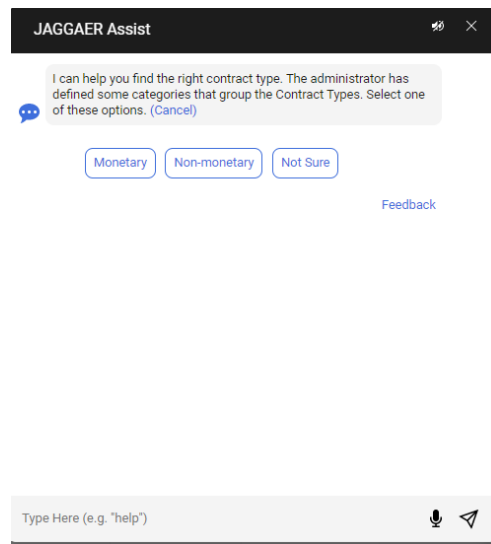 JAGGAER Assist
I can help you find the right contract type. The administrator has
defined some categories that group the Contract Types. Select one
of these options. (Cancel)
Monetary Non-monetary Not Sure
Feedback
Type Here (e.g. "help")